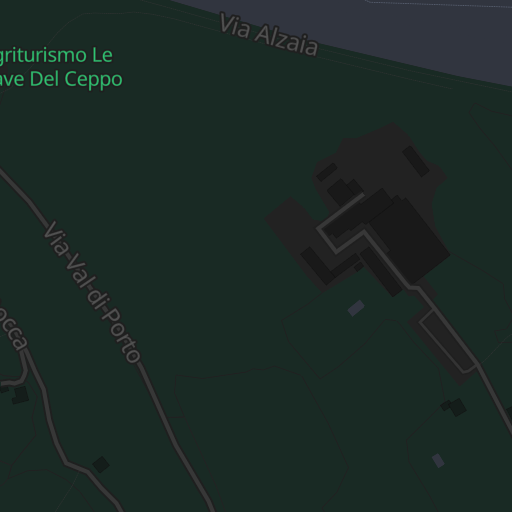 Via Alzaia
griturismo Le
ave Del Ceppo
Via-Val-di-Porto
occa